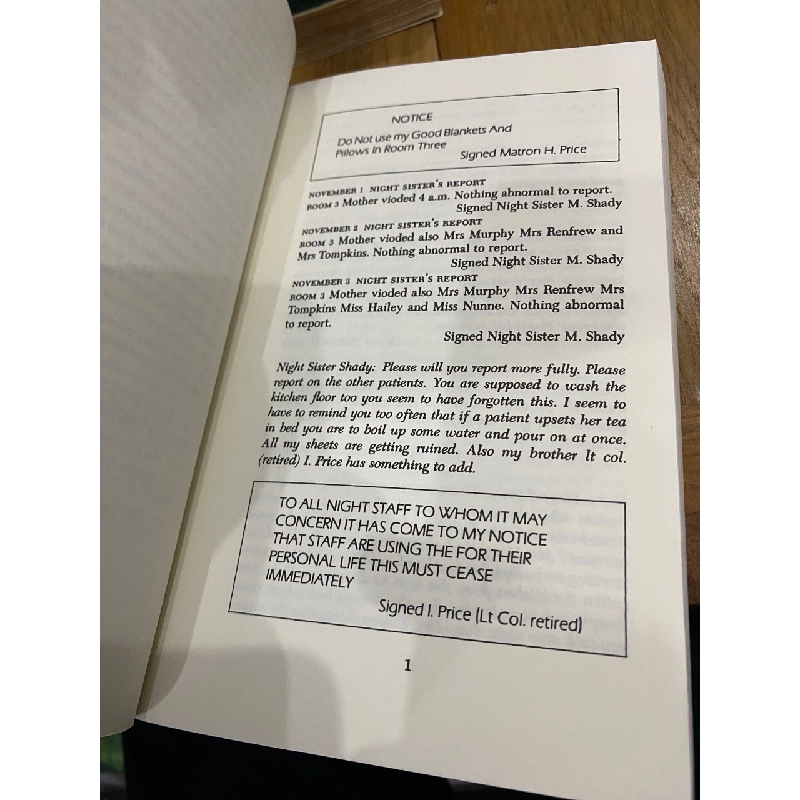 NOTICE
Do Not use my Good Blankets And
Pillows In Room Three
Signed Matron H. Price
NOVEMBER 1 NIGHT SISTER'S REPORT
ROOM 3 Mother vioded 4 a.m. Nothing abnormal to report.
Signed Night Sister M. Shady
NOVEMBER 2 NIGHT SISTER'S REPORT
ROOM 3 Mother vioded also Mrs Murphy Mrs Renfrew and
Mrs Tompkins. Nothing abnormal to report.
Signed Night Sister M. Shady
NOVEMBER 3 NIGHT SISTER'S REPORT
ROOM 3 Mother vioded also Mrs Murphy Mrs Renfrew Mrs
Tompkins Miss Hailey and Miss Nunne. Nothing abnormal
to report.
Signed Night Sister M. Shady
Night Sister Shady: Please will you report more fully. Please
report on the other patients. You are supposed to wash the
kitchen floor too you seem to have forgotten this. I seem to
have to remind you too often that if a patient upsets her tea
in bed you are to boil up some water and pour on at once.
All my sheets are getting ruined. Also my brother lt col.
(retired) I. Price has something to add.
TO ALL NIGHT STAFF TO WHOM IT MAY
CONCERN IT HAS COME TO MY NOTICE
THAT STAFF ARE USING THE FOR THEIR
PERSONAL LIFE THIS MUST CEASE
IMMEDIATELY
Signed I. Price (Lt Col. retired)
1